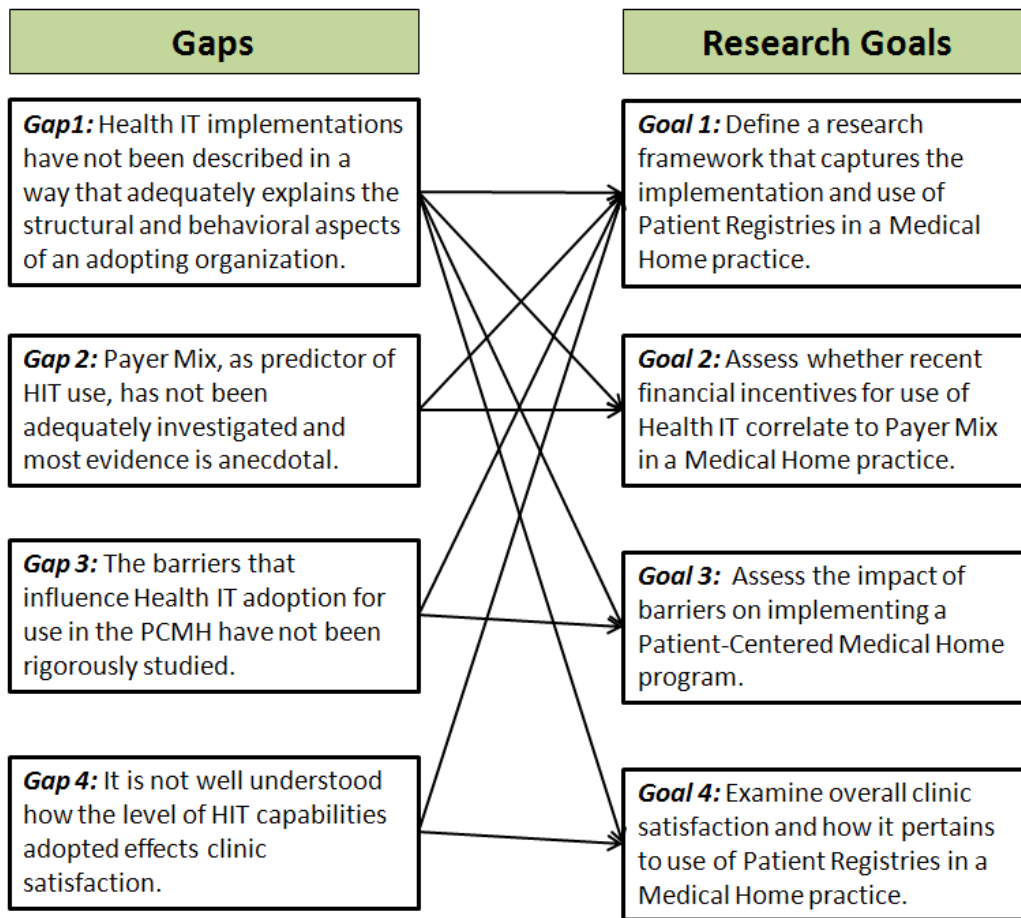 Gaps
Research Goals
Gap1: Health IT implementations
have not been described in a
way that adequately explains the
structural and behavioral aspects
of an adopting organization.
Goal 1: Define a research
framework that captures the
implementation and use of
Patient Registries in a Medical
Home practice.
Gap 2: Payer Mix, as predictor of
HIT use, has not been
adequately investigated and
most evidence is anecdotal.
Goal 2: Assess whether recent
financial incentives for use of
Health IT correlate to Payer Mix
in a Medical Home practice.
Gap 3: The barriers that
influence Health IT adoption for
use in the PCMH have not been
rigorously studied.
Goal 3: Assess the impact of
barriers on implementing a
Patient-Centered Medical Home
program.
Gap 4: It is not well understood
how the level of HIT capabilities
adopted effects clinic
satisfaction.
Goal 4: Examine overall clinic
satisfaction and how it pertains
to use of Patient Registries in a
Medical Home practice.